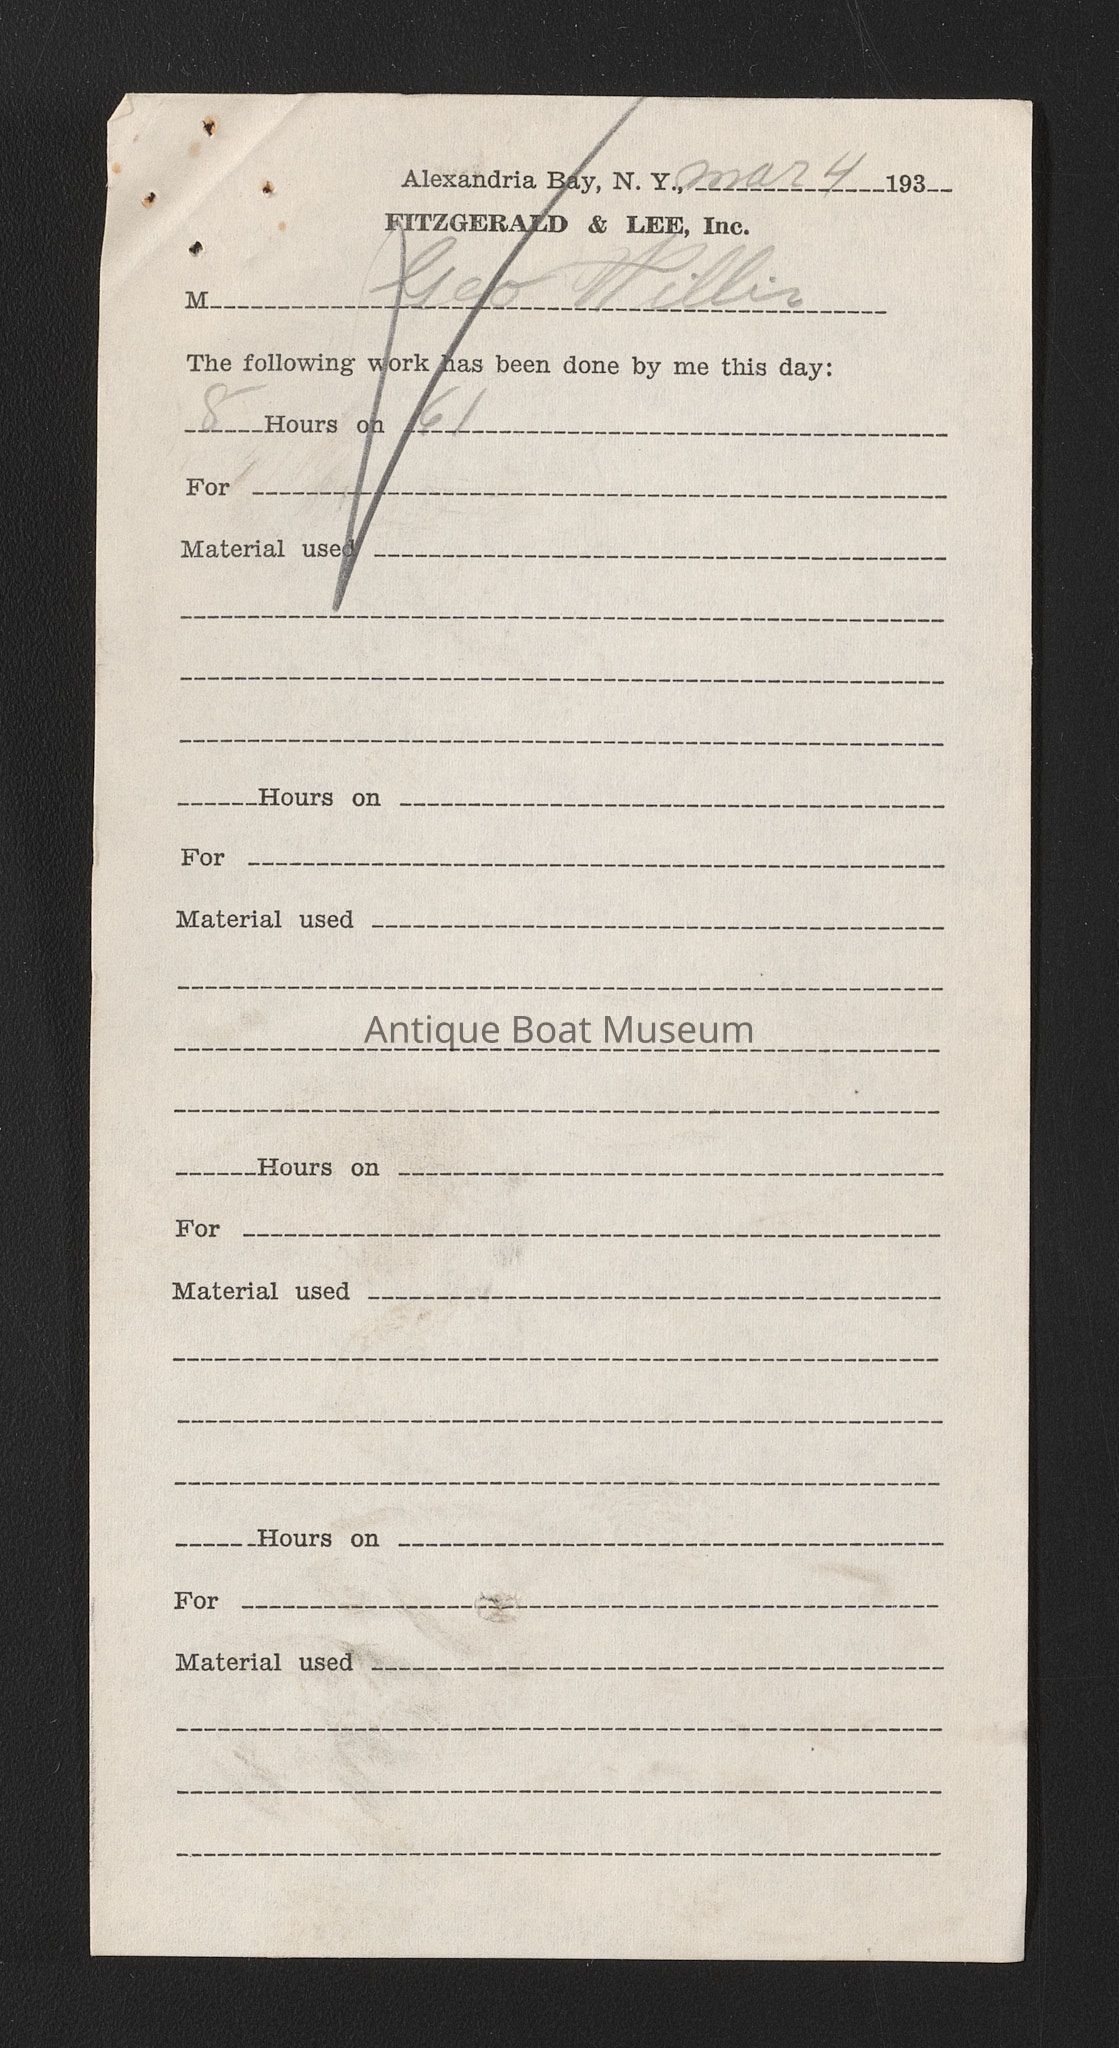 Alexandria Bay, N. Y., Mar 4 193
FITZGERALD & LEE, Inc.
M Geo Willis
The following work has been done by me this day:
8 Hours on 61
For
Material used
Hours on
For
Material used
Antique Boat Museum
Hours on
For
Material used
Hours on
For
Material used